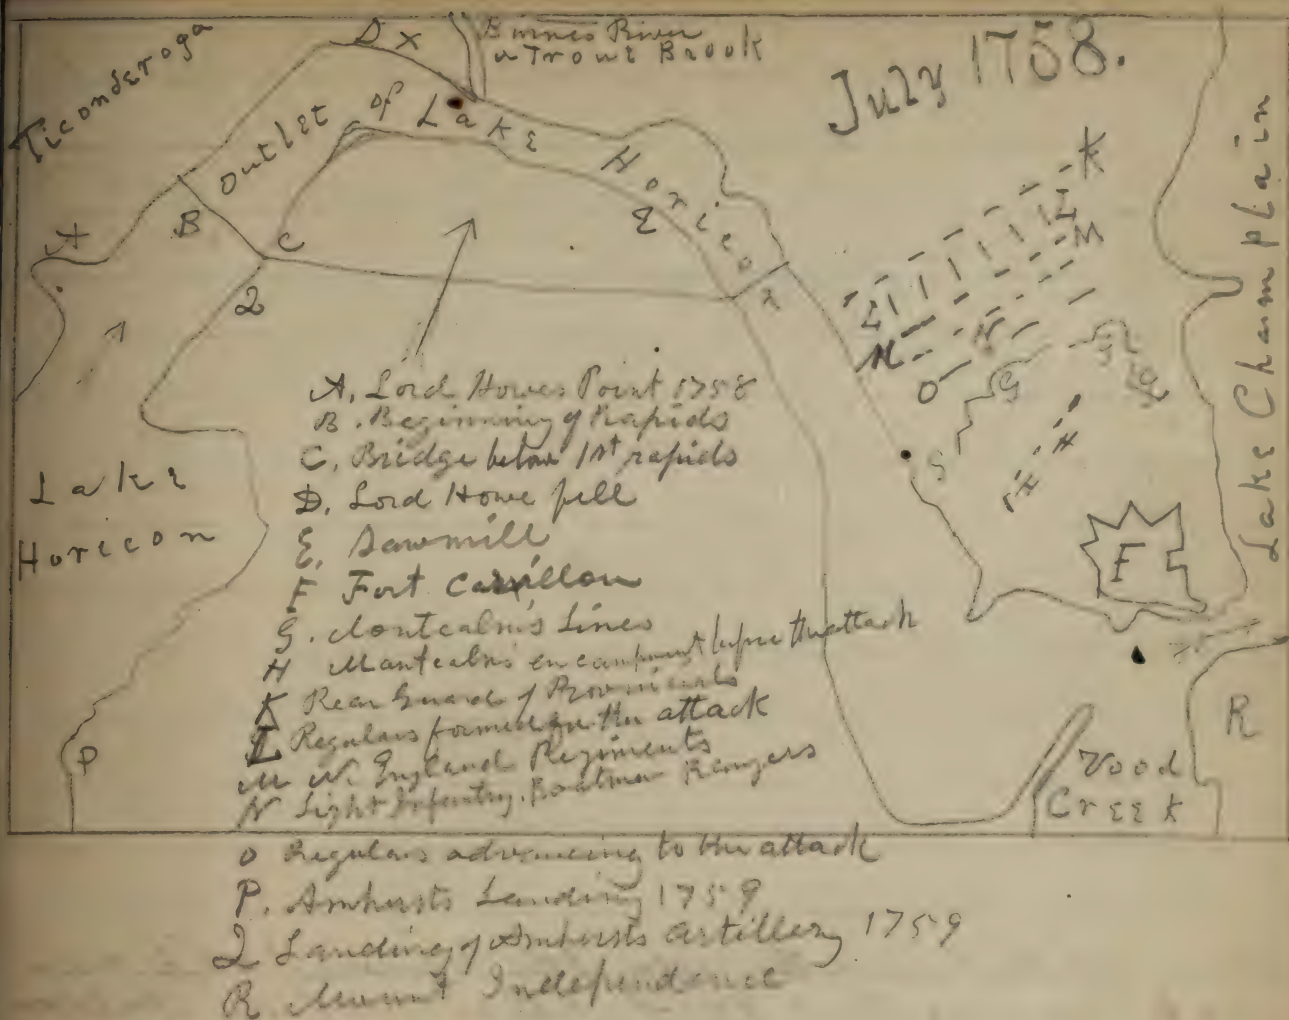 Ticonderoga
D x
Birnes River
or Trout Brook
July 1758.
Outlet of Lake Horicon
Lake Champlain
A
B
C
Q
E
x
K
L
M
L
M
N
O
G
G
G
G
H
H
F
Lake
Horicon
P
R
Wood
Creek
A. Lord Howes Point 1758
B. Beginning of Rapids
C. Bridge below 1st rapids
D. Lord Howe fell
E. Sawmill
F Fort Carillon
G. Montcalm's Lines
H Montcalm's encampment before the attack
K Rear Guard of Provincials
L Regulars formed for the attack
M N. England Regiments
N Light Infantry. Boatmen Rangers
O Regulars advancing to the attack
P. Amhersts Landing 1759
Q Landing of Amhersts artillery 1759
R. Mount Independence